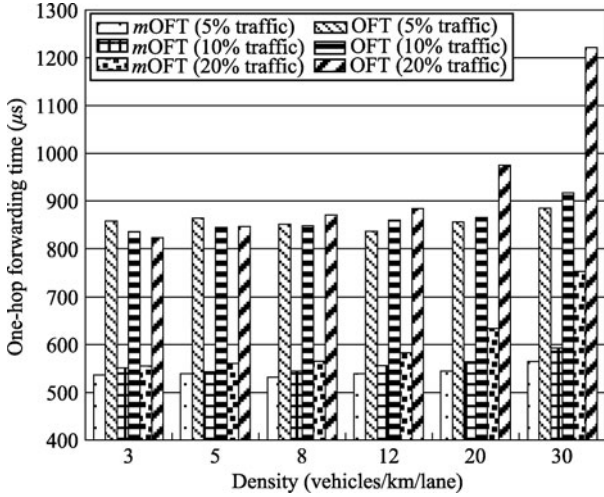 1300
1200
1100
1000
900
800
700
600
500
400
One-hop forwarding time (μs)
mOFT (5% traffic)
OFT (5% traffic)
mOFT (10% traffic)
OFT (10% traffic)
mOFT (20% traffic)
OFT (20% traffic)
3 5 8 12 20 30
Density (vehicles/km/lane)